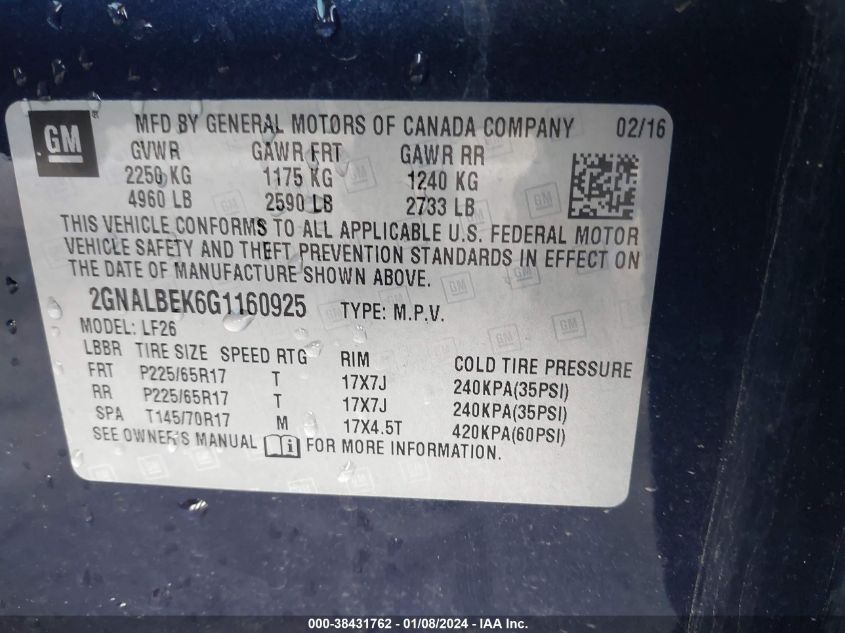 GM
MFD BY GENERAL MOTORS OF CANADA COMPANY 02/16
GVWR GAWR FRT GAWR RR
2250 KG 1175 KG 1240 KG
4960 LB 2590 LB 2733 LB
THIS VEHICLE CONFORMS TO ALL APPLICABLE U.S. FEDERAL MOTOR
VEHICLE SAFETY AND THEFT PREVENTION STANDARDS IN EFFECT ON
THE DATE OF MANUFACTURE SHOWN ABOVE.
2GNALBEK6G1160925 TYPE: M.P.V.
MODEL: LF26
LBBR TIRE SIZE SPEED RTG RIM COLD TIRE PRESSURE
FRT P225/65R17 T 17X7J 240KPA(35PSI)
RR P225/65R17 T 17X7J 240KPA(35PSI)
SPA T145/70R17 M 17X4.5T 420KPA(60PSI)
SEE OWNER'S MANUAL FOR MORE INFORMATION.
000-38431762 - 01/08/2024 - IAA Inc.